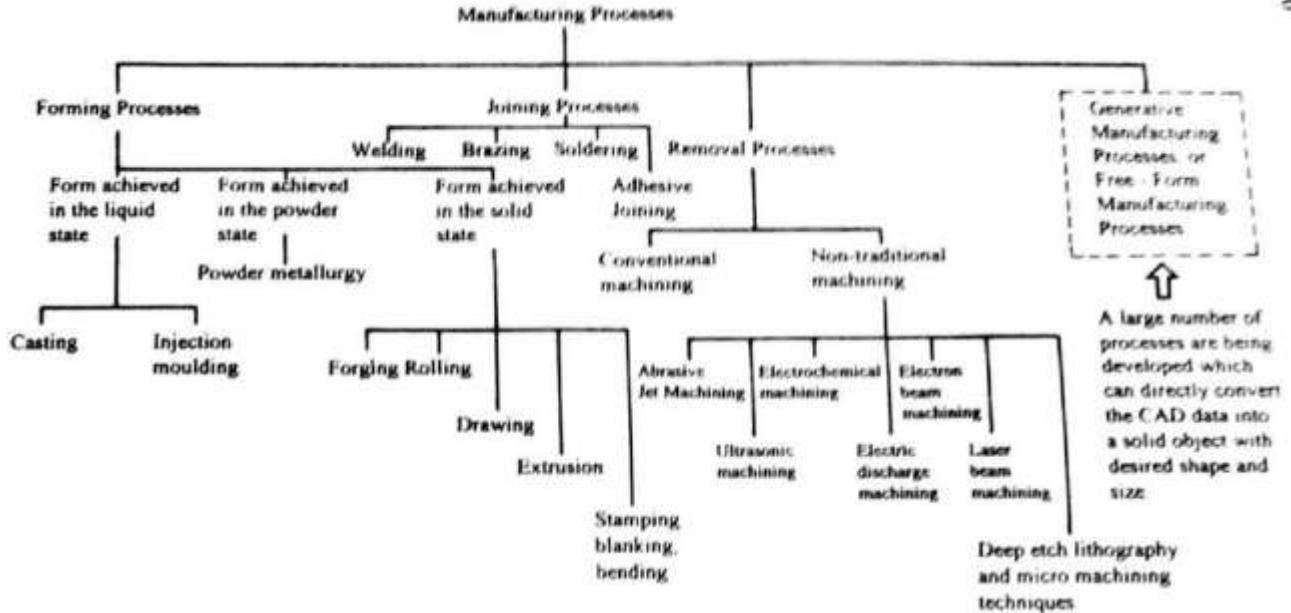 Manufacturing Processes
Forming Processes
Joining Processes
Welding
Brazing
Soldering
Adhesive
Joining
Removal Processes
Generative
Manufacturing
Processes or
Free - Form
Manufacturing
Processes
Form achieved
in the liquid
state
Form achieved
in the powder
state
Form achieved
in the solid
state
Powder metallurgy
Conventional
machining
Non-traditional
machining
Casting
Injection
moulding
Forging Rolling
Drawing
Extrusion
Stamping
blanking,
bending
Abrasive
Jet Machining
Ultrasonic
machining
Electrochemical
machining
Electric
discharge
machining
Electron
beam
machining
Laser
beam
machining
Deep etch lithography
and micro machining
techniques
A large number of
processes are being
developed which
can directly convert
the CAD data into
a solid object with
desired shape and
size